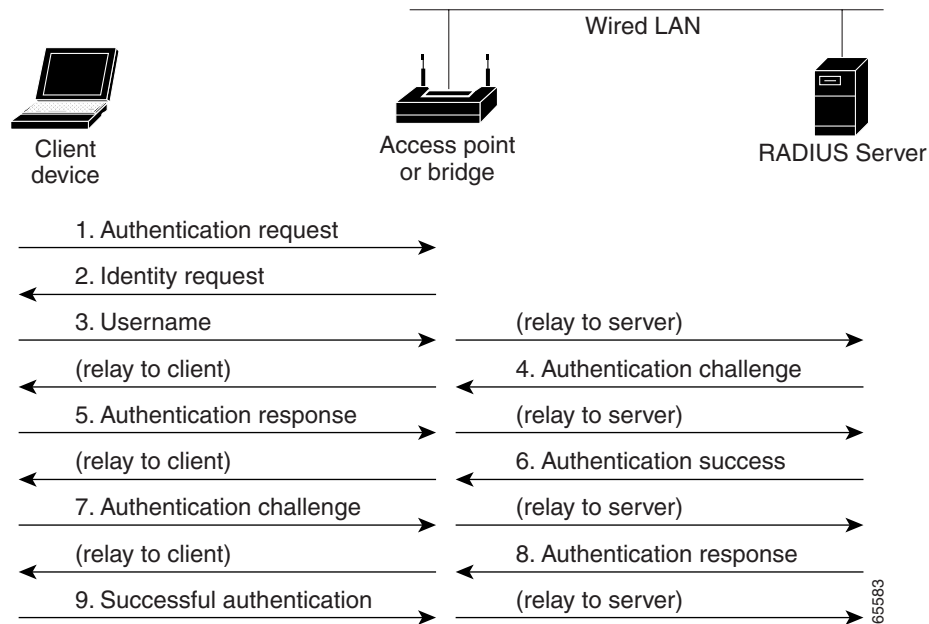 Wired LAN
Client
device
Access point
or bridge
RADIUS Server
1. Authentication request
2. Identity request
3. Username
(relay to server)
(relay to client)
4. Authentication challenge
5. Authentication response
(relay to server)
(relay to client)
6. Authentication success
7. Authentication challenge
(relay to server)
(relay to client)
8. Authentication response
9. Successful authentication
(relay to server)
65583